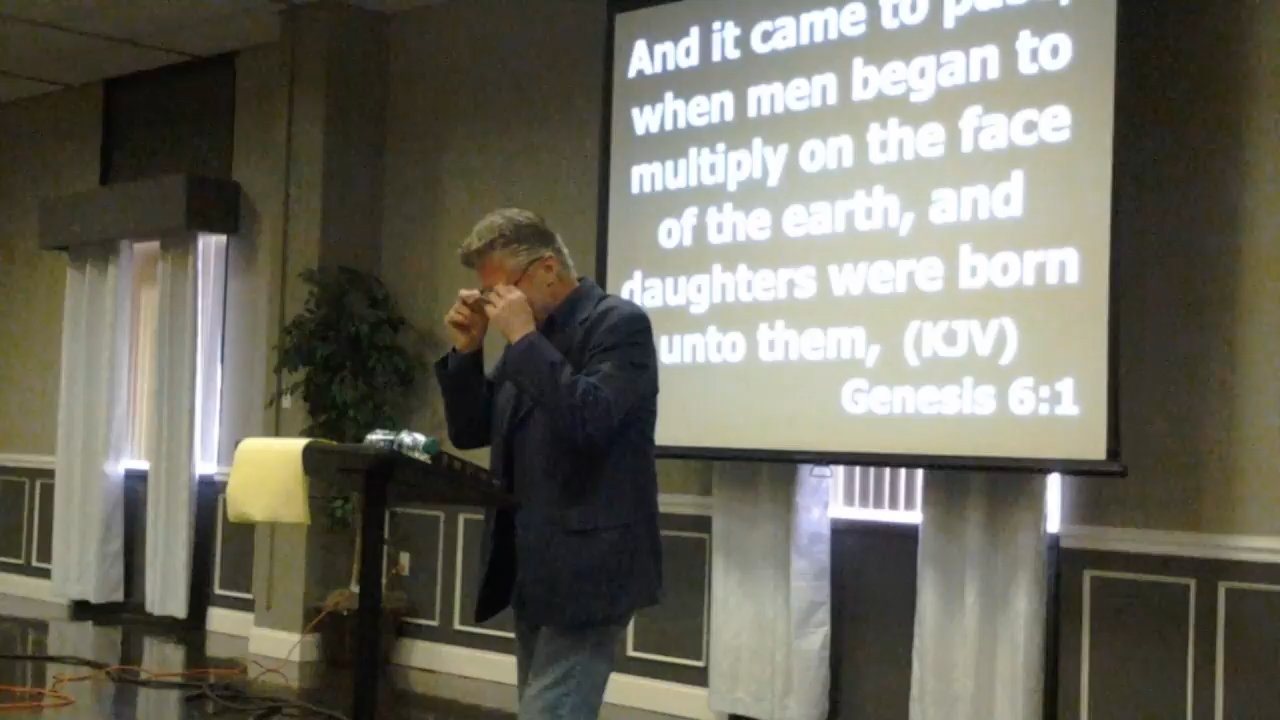 And it came to pass,
when men began to
multiply on the face
of the earth, and
daughters were born
unto them, (KJV)
Genesis 6:1